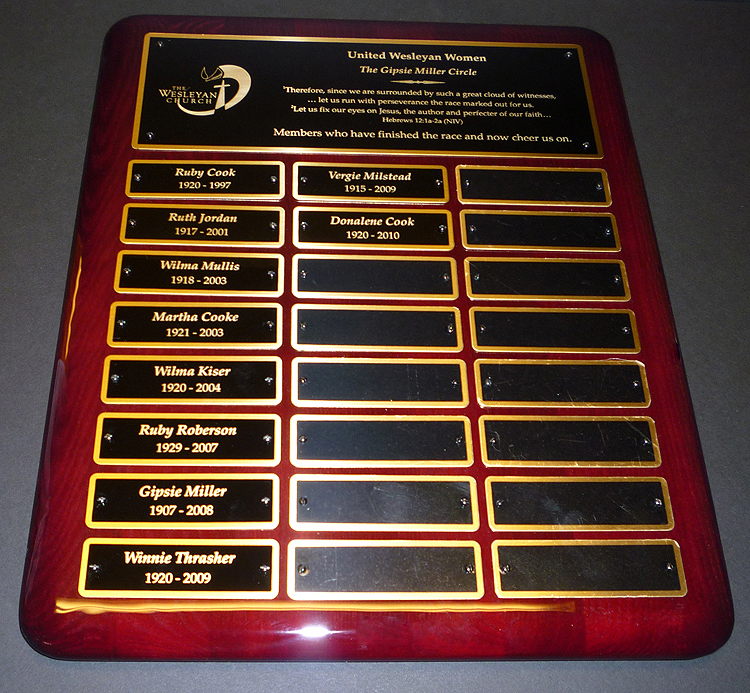 THE
WESLEYAN
CHURCH
United Wesleyan Women
The Gipsie Miller Circle
¹Therefore, since we are surrounded by such a great cloud of witnesses,
... let us run with perseverance the race marked out for us.
²Let us fix our eyes on Jesus, the author and perfecter of our faith...
Hebrews 12:1a-2a (NIV)
Members who have finished the race and now cheer us on.
Ruby Cook
1920 - 1997
Ruth Jordan
1917 - 2001
Wilma Mullis
1918 - 2003
Martha Cooke
1921 - 2003
Wilma Kiser
1920 - 2004
Ruby Roberson
1929 - 2007
Gipsie Miller
1907 - 2008
Winnie Thrasher
1920 - 2009
Vergie Milstead
1915 - 2009
Donalene Cook
1920 - 2010